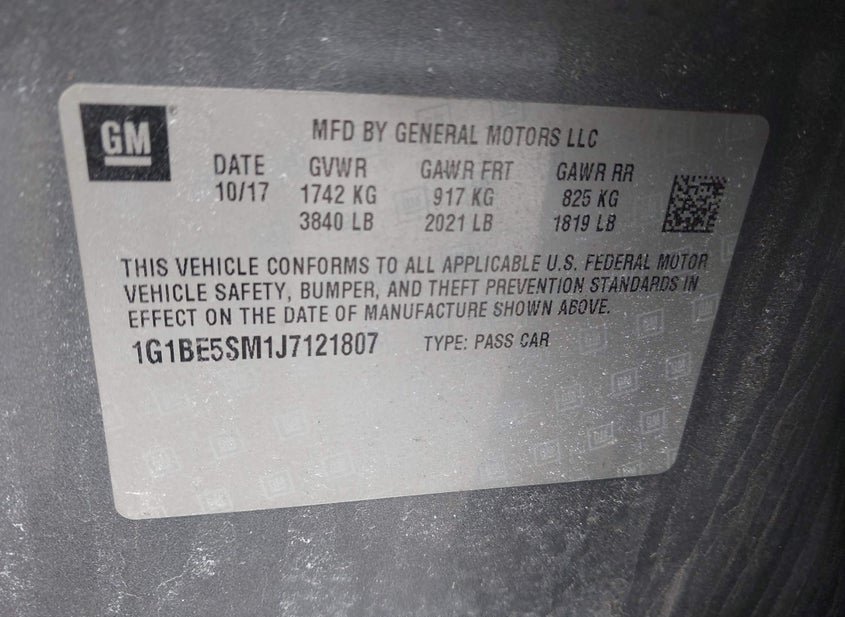 GM
MFD BY GENERAL MOTORS LLC
DATE GVWR GAWR FRT GAWR RR
10/17 1742 KG 917 KG 825 KG
3840 LB 2021 LB 1819 LB
THIS VEHICLE CONFORMS TO ALL APPLICABLE U.S. FEDERAL MOTOR
VEHICLE SAFETY, BUMPER, AND THEFT PREVENTION STANDARDS IN
EFFECT ON THE DATE OF MANUFACTURE SHOWN ABOVE.
1G1BE5SM1J7121807 TYPE: PASS CAR